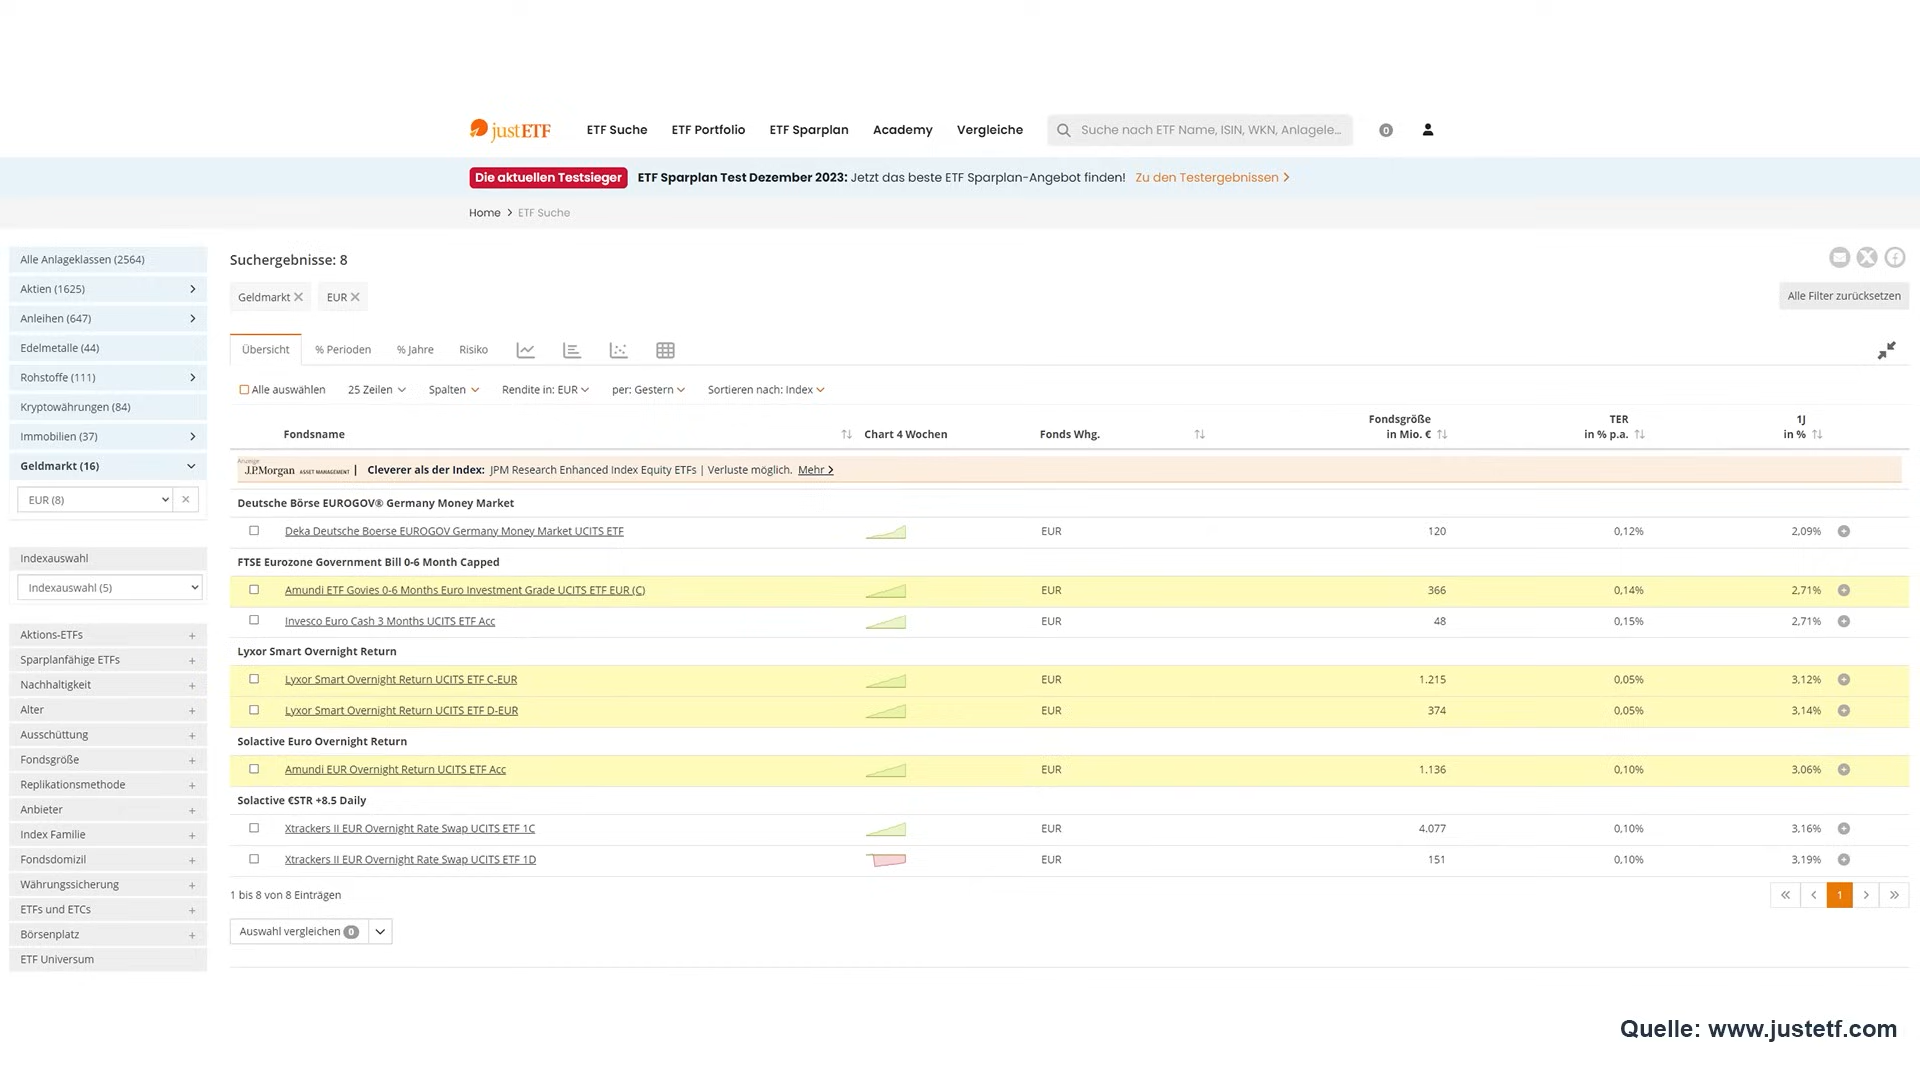 justETF ETF Suche ETF Portfolio ETF Sparplan Academy Vergleiche Suche nach ETF Name, ISIN, WKN, Anlagele... 0
Die aktuellen Testsieger ETF Sparplan Test Dezember 2023: Jetzt das beste ETF Sparplan-Angebot finden! Zu den Testergebnissen >
Home > ETF Suche
Alle Anlageklassen (2564)
Aktien (1625)
Anleihen (647)
Edelmetalle (44)
Rohstoffe (111)
Kryptowährungen (84)
Immobilien (37)
Geldmarkt (16)
EUR (8)
Indexauswahl
Indexauswahl (5)
Aktions-ETFs +
Sparplanfähige ETFs +
Nachhaltigkeit +
Alter +
Ausschüttung +
Fondsgröße +
Replikationsmethode +
Anbieter +
Index Familie +
Fondsdomizil +
Währungssicherung +
ETFs und ETCs +
Börsenplatz +
ETF Universum
Suchergebnisse: 8
Geldmarkt EUR
Alle Filter zurücksetzen
Übersicht % Perioden % Jahre Risiko
Alle auswählen 25 Zeilen Spalten Rendite in: EUR per: Gestern Sortieren nach: Index
Fondsname Chart 4 Wochen Fonds Whg. Fondsgröße in Mio. € TER in % p.a. 1J in %
Anzeige
J.P.Morgan ASSET MANAGEMENT | Cleverer als der Index: JPM Research Enhanced Index Equity ETFs | Verluste möglich. Mehr >
Deutsche Börse EUROGOV® Germany Money Market
Deka Deutsche Boerse EUROGOV Germany Money Market UCITS ETF EUR 120 0,12% 2,09%
FTSE Eurozone Government Bill 0-6 Month Capped
Amundi ETF Govies 0-6 Months Euro Investment Grade UCITS ETF EUR (C) EUR 366 0,14% 2,71%
Invesco Euro Cash 3 Months UCITS ETF Acc EUR 48 0,15% 2,71%
Lyxor Smart Overnight Return
Lyxor Smart Overnight Return UCITS ETF C-EUR EUR 1.215 0,05% 3,12%
Lyxor Smart Overnight Return UCITS ETF D-EUR EUR 374 0,05% 3,14%
Solactive Euro Overnight Return
Amundi EUR Overnight Return UCITS ETF Acc EUR 1.136 0,10% 3,06%
Solactive €STR +8.5 Daily
Xtrackers II EUR Overnight Rate Swap UCITS ETF 1C EUR 4.077 0,10% 3,16%
Xtrackers II EUR Overnight Rate Swap UCITS ETF 1D EUR 151 0,10% 3,19%
1 bis 8 von 8 Einträgen
« ‹ 1 › »
Auswahl vergleichen 0
Quelle: www.justetf.com